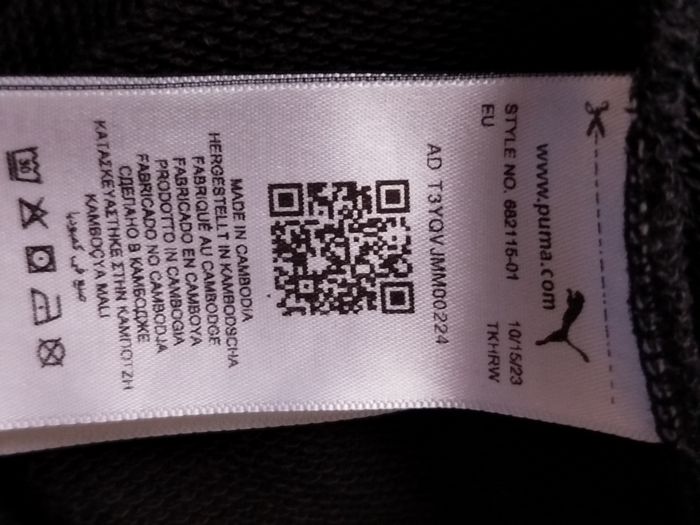 www.puma.com
STYLE NO. 682115-01 10/15/23
EU TKHRW
AD T3YQVJMM00224
MADE IN CAMBODIA
HERGESTELLT IN KAMBODSCHA
FABRIQUÉ AU CAMBODGE
FABRICADO EN CAMBOYA
PRODOTTO IN CAMBOGIA
FABRICADO NO CAMBODJA
СДЕЛАНО В КАМБОДЖЕ
ΚΑΤΑΣΚΕΥΑΣΤΗΚΕ ΣΤΗΝ ΚΑΜΠΟΤΖΗ
صنع في كمبوديا
KAMBOÇYA MALI
30